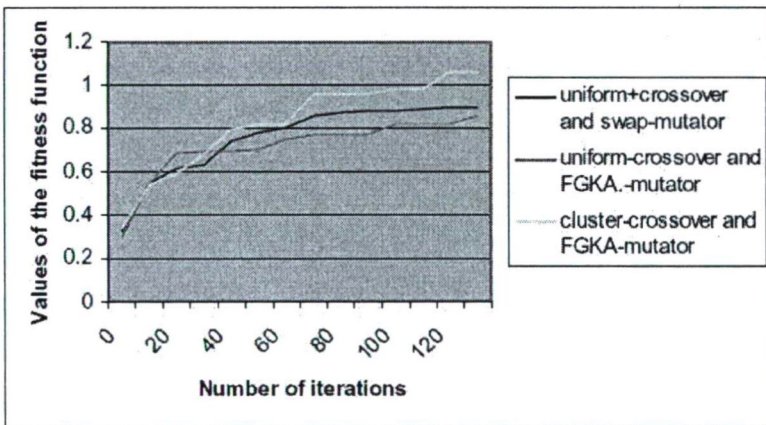 1.2
1
0.8
0.6
0.4
0.2
0
Values of the fitness function
0
20
40
60
80
100
120
Number of iterations
uniform+crossover
and swap-mutator
uniform-crossover and
FGKA.-mutator
cluster-crossover and
FGKA-mutator